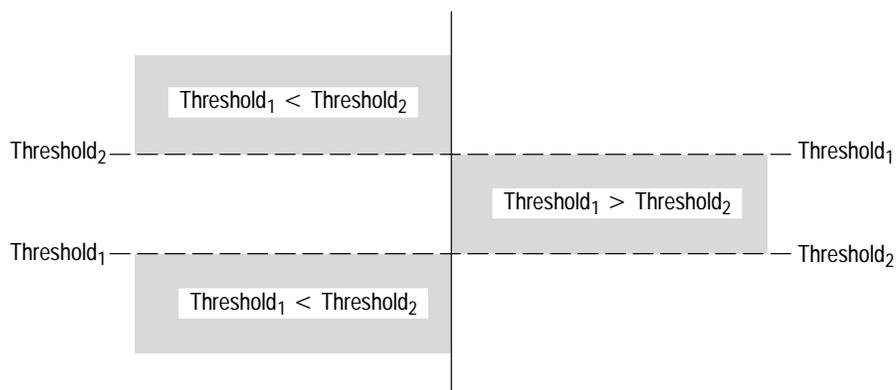 Threshold₁ < Threshold₂
Threshold₂
Threshold₁
Threshold₁ > Threshold₂
Threshold₁
Threshold₂
Threshold₁ < Threshold₂